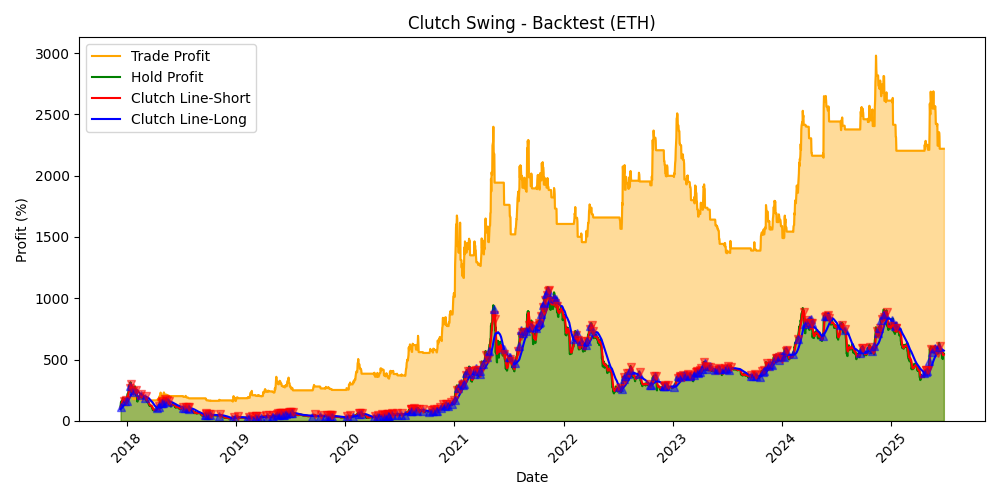 Clutch Swing - Backtest (ETH)
Trade Profit
Hold Profit
Clutch Line-Short
Clutch Line-Long
Profit (%)
3000
2500
2000
1500
1000
500
0
2018
2019
2020
2021
2022
2023
2024
2025
Date